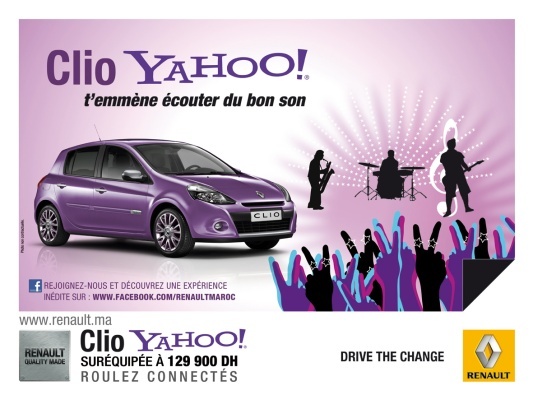 Clio YAHOO!
t'emmène écouter du bon son
CLIO
REJOIGNEZ-NOUS ET DÉCOUVREZ UNE EXPÉRIENCE
INÉDITE SUR : WWW.FACEBOOK.COM/RENAULTMAROC
www.renault.ma
RENAULT
QUALITY MADE
Clio YAHOO!
SURÉQUIPÉE À 129 900 DH
ROULEZ CONNECTÉS
DRIVE THE CHANGE
RENAULT